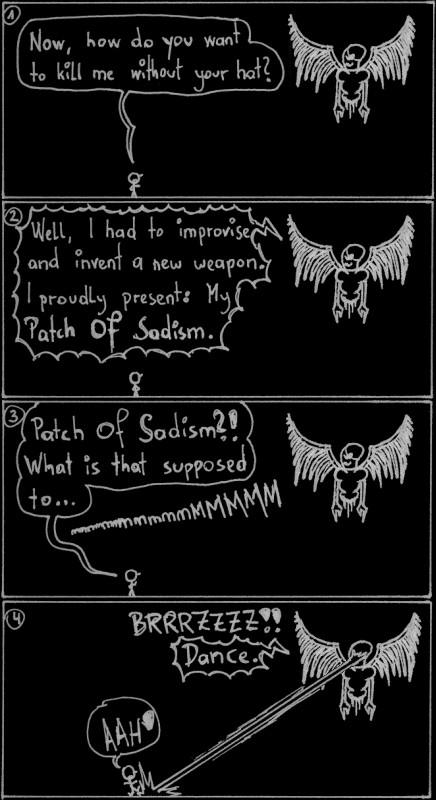 1
Now, how do you want
to kill me without your hat?
2
Well, I had to improvise
and invent a new weapon.
I proudly present: My
Patch Of Sadism.
3
Patch Of Sadism?!
What is that supposed
to...
mmmmmmmmMMMMM
4
BRRRZZZZ!!
Dance.
AAH!